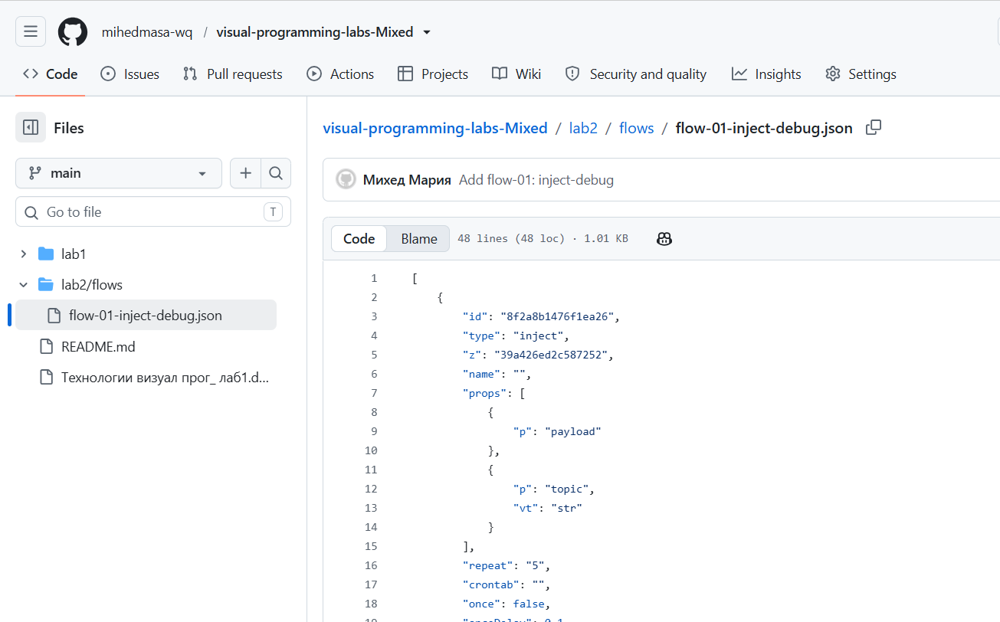 mihedmasa-wq / visual-programming-labs-Mixed
Code Issues Pull requests Actions Projects Wiki Security and quality Insights Settings
Files
main
Go to file T
lab1
lab2/flows
flow-01-inject-debug.json
README.md
Технологии визуал прог_ лаб1.d...
visual-programming-labs-Mixed / lab2 / flows / flow-01-inject-debug.json
Михед Мария Add flow-01: inject-debug
Code Blame 48 lines (48 loc) · 1.01 KB
1 [
2 {
3 "id": "8f2a8b1476f1ea26",
4 "type": "inject",
5 "z": "39a426ed2c587252",
6 "name": "",
7 "props": [
8 {
9 "p": "payload"
10 },
11 {
12 "p": "topic",
13 "vt": "str"
14 }
15 ],
16 "repeat": "5",
17 "crontab": "",
18 "once": false,